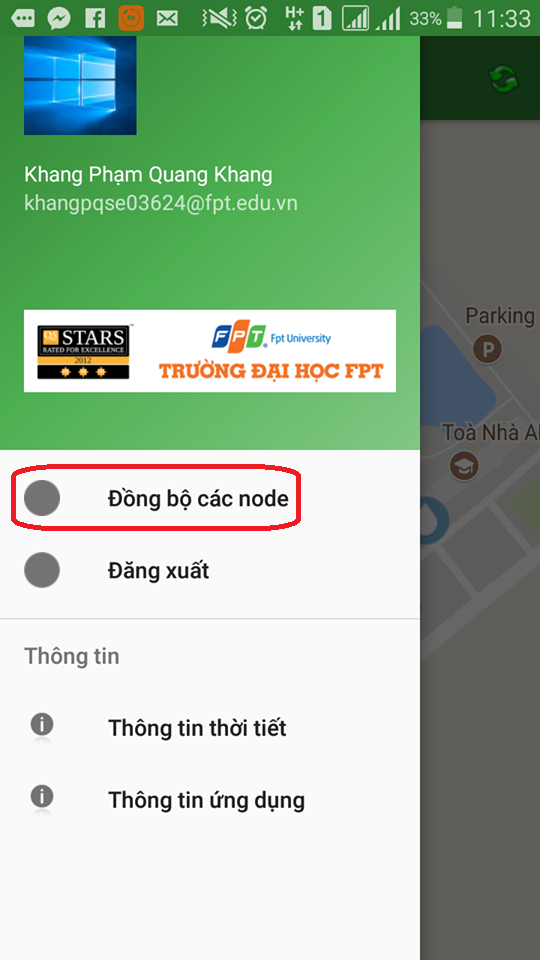 H+
1
33%
11:33
Khang Phạm Quang Khang
khangpqse03624@fpt.edu.vn
QS STARS
RATED FOR EXCELLENCE
2012
FPT Fpt University
TRƯỜNG ĐẠI HỌC FPT
Parking
P
Toà Nhà Al
Đồng bộ các node
Đăng xuất
Thông tin
Thông tin thời tiết
Thông tin ứng dụng